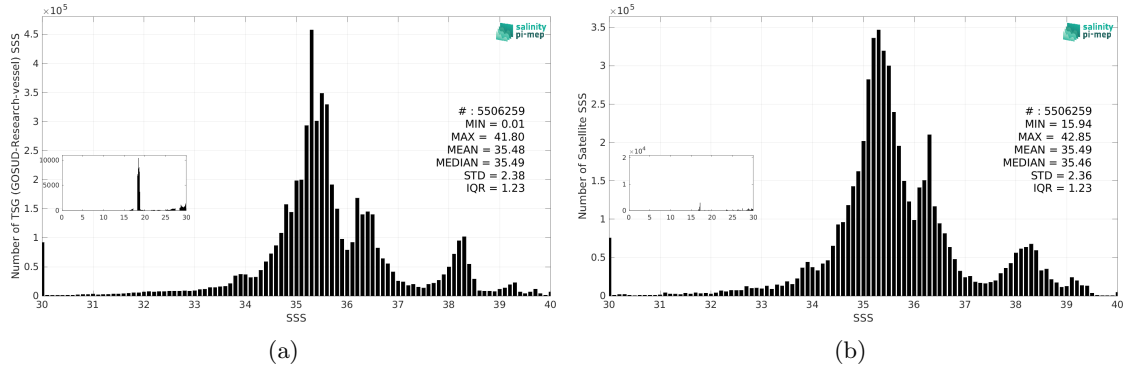 ×10^5
4.5
4
3.5
3
2.5
2
1.5
1
0.5
0
Number of TSG (GOSUD-Research-vessel) SSS
salinity
pi-mep
# : 5506259
MIN = 0.01
MAX = 41.80
MEAN = 35.48
MEDIAN = 35.49
STD = 2.38
IQR = 1.23
10000
5000
0
0 5 10 15 20 25 30
30 31 32 33 34 35 36 37 38 39 40
SSS
(a)
×10^5
3.5
3
2.5
2
1.5
1
0.5
0
Number of Satellite SSS
salinity
pi-mep
# : 5506259
MIN = 15.94
MAX = 42.85
MEAN = 35.49
MEDIAN = 35.46
STD = 2.36
IQR = 1.23
×10^4
2
1
0
0 5 10 15 20 25 30
30 31 32 33 34 35 36 37 38 39 40
SSS
(b)